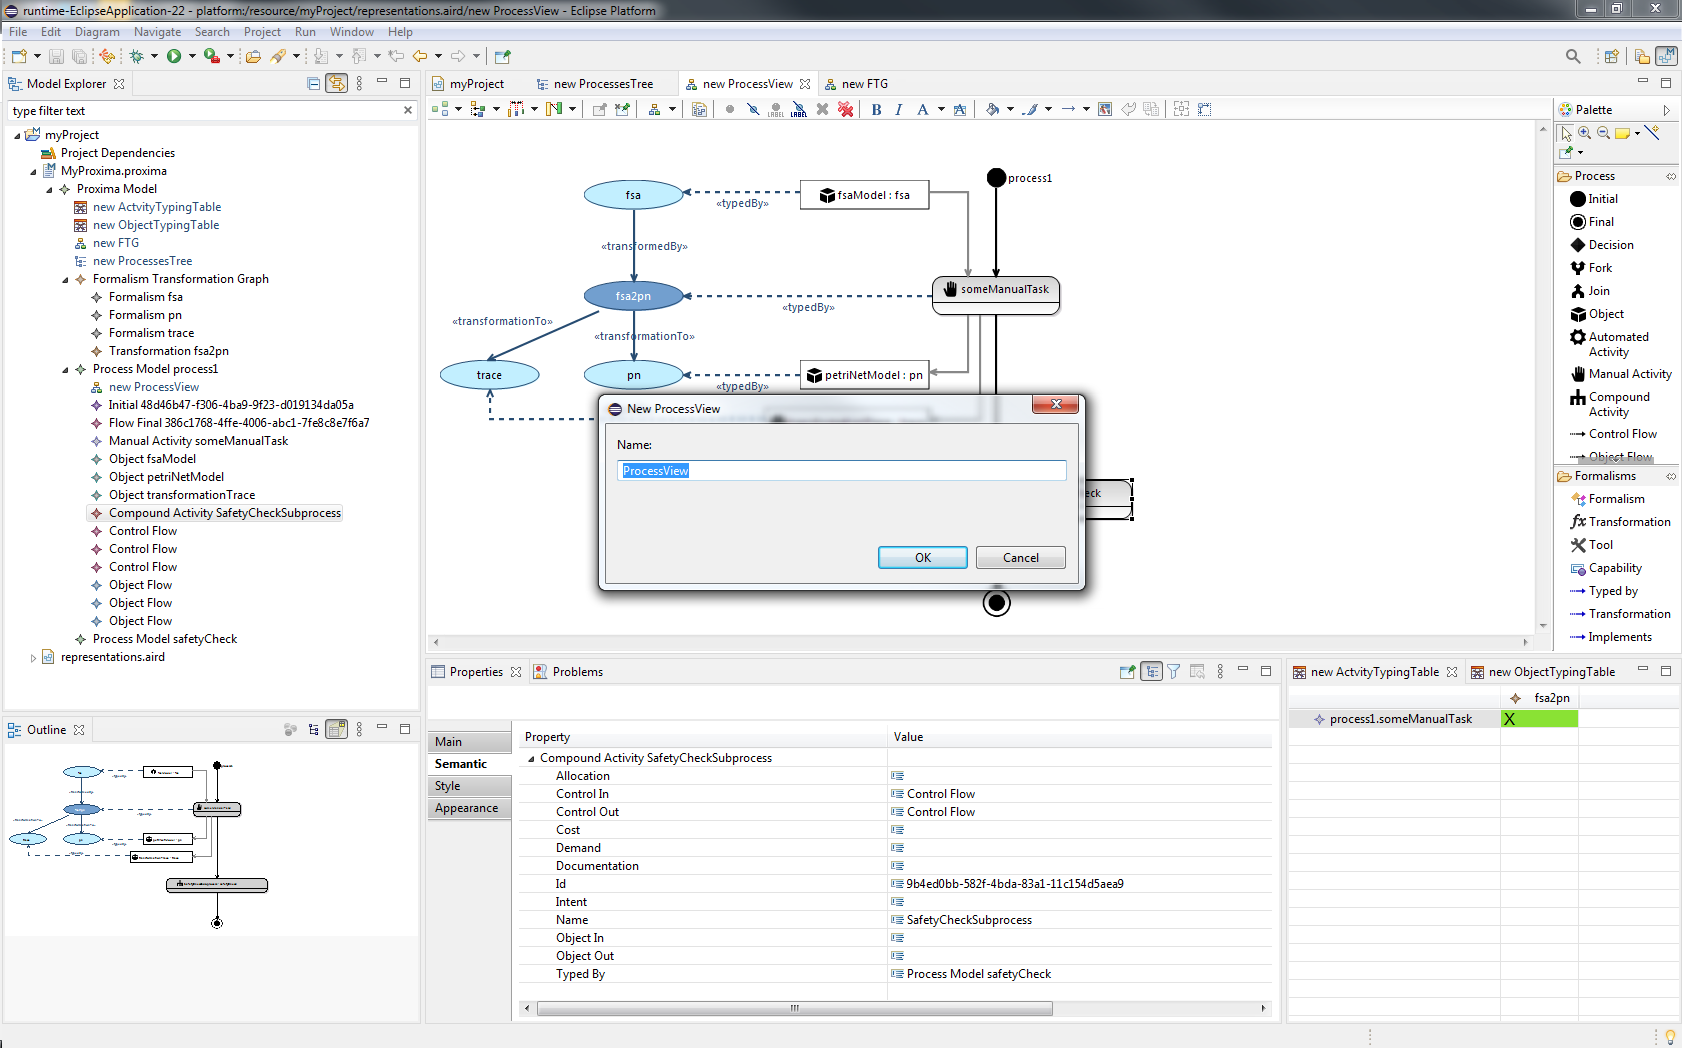 runtime-EclipseApplication-22 - platform:/resource/myProject/representations.aird/new ProcessView - Eclipse Platform
File Edit Diagram Navigate Search Project Run Window Help
Model Explorer
type filter text
myProject
Project Dependencies
MyProxima.proxima
Proxima Model
new ActvityTypingTable
new ObjectTypingTable
new FTG
new ProcessesTree
Formalism Transformation Graph
Formalism fsa
Formalism pn
Formalism trace
Transformation fsa2pn
Process Model process1
new ProcessView
Initial 48d46b47-f306-4ba9-9f23-d019134da05a
Flow Final 386c1768-4ffe-4006-abc1-7fe8c8e7f6a7
Manual Activity someManualTask
Object fsaModel
Object petriNetModel
Object transformationTrace
Compound Activity SafetyCheckSubprocess
Control Flow
Control Flow
Control Flow
Object Flow
Object Flow
Object Flow
Process Model safetyCheck
representations.aird
Outline
myProject
new ProcessesTree
new ProcessView
new FTG
LABEL LABEL B I A A
process1
fsa
fsaModel : fsa
«typedBy»
«transformedBy»
fsa2pn
someManualTask
«typedBy»
«transformationTo»
«transformationTo»
trace
pn
petriNetModel : pn
«typedBy»
eck
New ProcessView
Name:
ProcessView
OK
Cancel
Palette
Process
Initial
Final
Decision
Fork
Join
Object
Automated
Activity
Manual Activity
Compound
Activity
Control Flow
Object Flow
Formalisms
Formalism
Transformation
Tool
Capability
Typed by
Transformation
Implements
Properties
Problems
Main
Semantic
Style
Appearance
Property Value
Compound Activity SafetyCheckSubprocess
Allocation
Control In Control Flow
Control Out Control Flow
Cost
Demand
Documentation
Id 9b4ed0bb-582f-4bda-83a1-11c154d5aea9
Intent
Name SafetyCheckSubprocess
Object In
Object Out
Typed By Process Model safetyCheck
new ActvityTypingTable
new ObjectTypingTable
fsa2pn
process1.someManualTask X